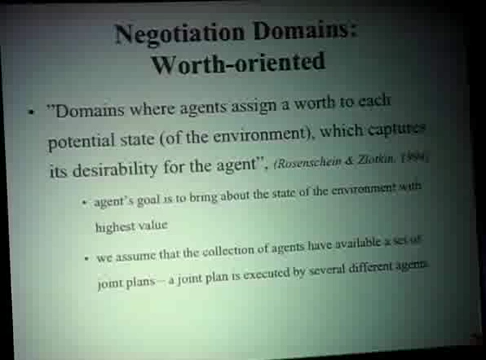 Negotiation Domains:
Worth-oriented
• "Domains where agents assign a worth to each
potential state (of the environment), which captures
its desirability for the agent", (Rosenschein & Zlotkin, 1994)
• agent's goal is to bring about the state of the environment with
highest value
• we assume that the collection of agents have available a set of
joint plans – a joint plan is executed by several different agents